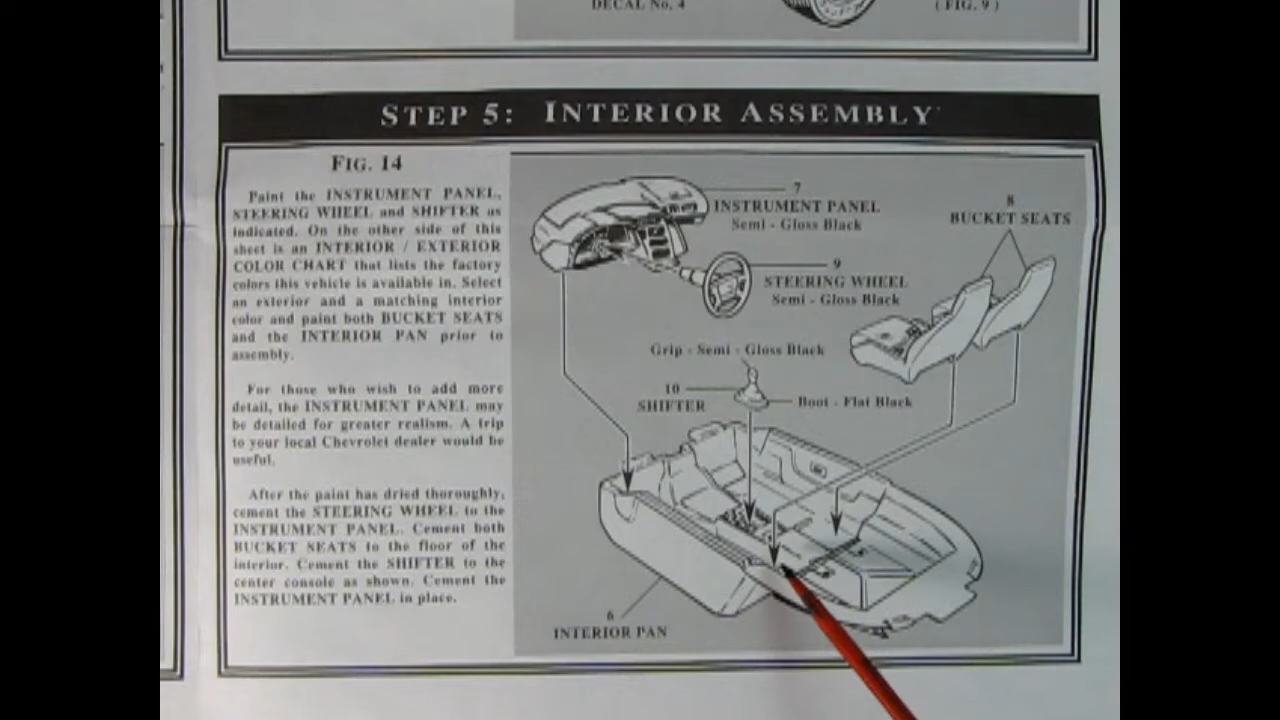 DECAL No. 4
( FIG. 9 )
STEP 5: INTERIOR ASSEMBLY
FIG. 14
Paint the INSTRUMENT PANEL,
STEERING WHEEL and SHIFTER as
indicated. On the other side of this
sheet is an INTERIOR / EXTERIOR
COLOR CHART that lists the factory
colors this vehicle is available in. Select
an exterior and a matching interior
color and paint both BUCKET SEATS
and the INTERIOR PAN prior to
assembly.
For those who wish to add more
detail, the INSTRUMENT PANEL may
be detailed for greater realism. A trip
to your local Chevrolet dealer would be
useful.
After the paint has dried thoroughly,
cement the STEERING WHEEL to the
INSTRUMENT PANEL. Cement both
BUCKET SEATS to the floor of the
interior. Cement the SHIFTER to the
center console as shown. Cement the
INSTRUMENT PANEL in place.
7
INSTRUMENT PANEL
Semi - Gloss Black
8
BUCKET SEATS
9
STEERING WHEEL
Semi - Gloss Black
Grip - Semi - Gloss Black
10
SHIFTER
Boot - Flat Black
6
INTERIOR PAN